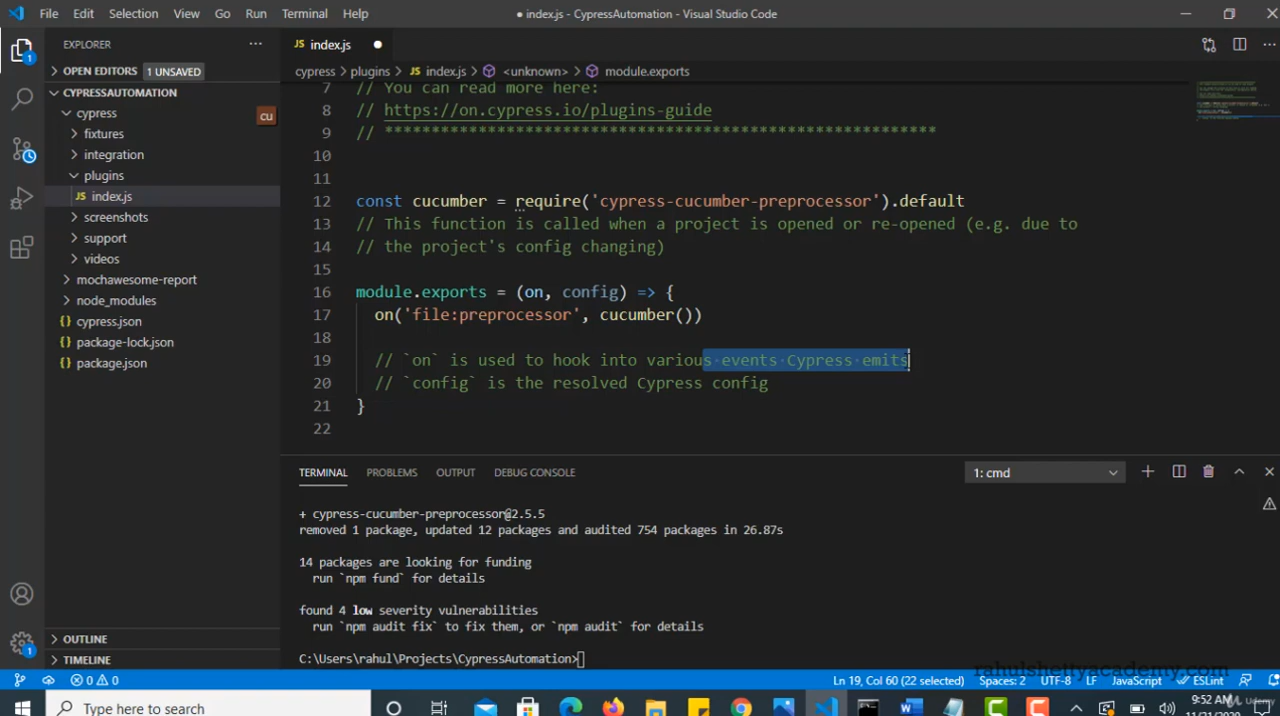 File Edit Selection View Go Run Terminal Help
● index.js - CypressAutomation - Visual Studio Code
EXPLORER
OPEN EDITORS 1 UNSAVED
CYPRESSAUTOMATION
cypress
fixtures
integration
plugins
JS index.js
screenshots
support
videos
mochawesome-report
node_modules
{} cypress.json
{} package-lock.json
{} package.json
OUTLINE
TIMELINE
1
CU
1
JS index.js ●
cypress > plugins > JS index.js > <unknown> > module.exports
7 // You can read more here:
8 // https://on.cypress.io/plugins-guide
9 // ***********************************************************
10
11
12 const cucumber = require('cypress-cucumber-preprocessor').default
13 // This function is called when a project is opened or re-opened (e.g. due to
14 // the project's config changing)
15
16 module.exports = (on, config) => {
17 on('file:preprocessor', cucumber())
18
19 // `on` is used to hook into various events Cypress emits
20 // `config` is the resolved Cypress config
21 }
22
TERMINAL PROBLEMS OUTPUT DEBUG CONSOLE 1: cmd
+ cypress-cucumber-preprocessor@2.5.5
removed 1 package, updated 12 packages and audited 754 packages in 26.87s
14 packages are looking for funding
run `npm fund` for details
found 4 low severity vulnerabilities
run `npm audit fix` to fix them, or `npm audit` for details
C:\Users\rahul\Projects\CypressAutomation>
rahulshettyacademy.com
0 0 Ln 19, Col 60 (22 selected) Spaces: 2 UTF-8 LF JavaScript ESLint
Type here to search
9:52 AM
Udemy